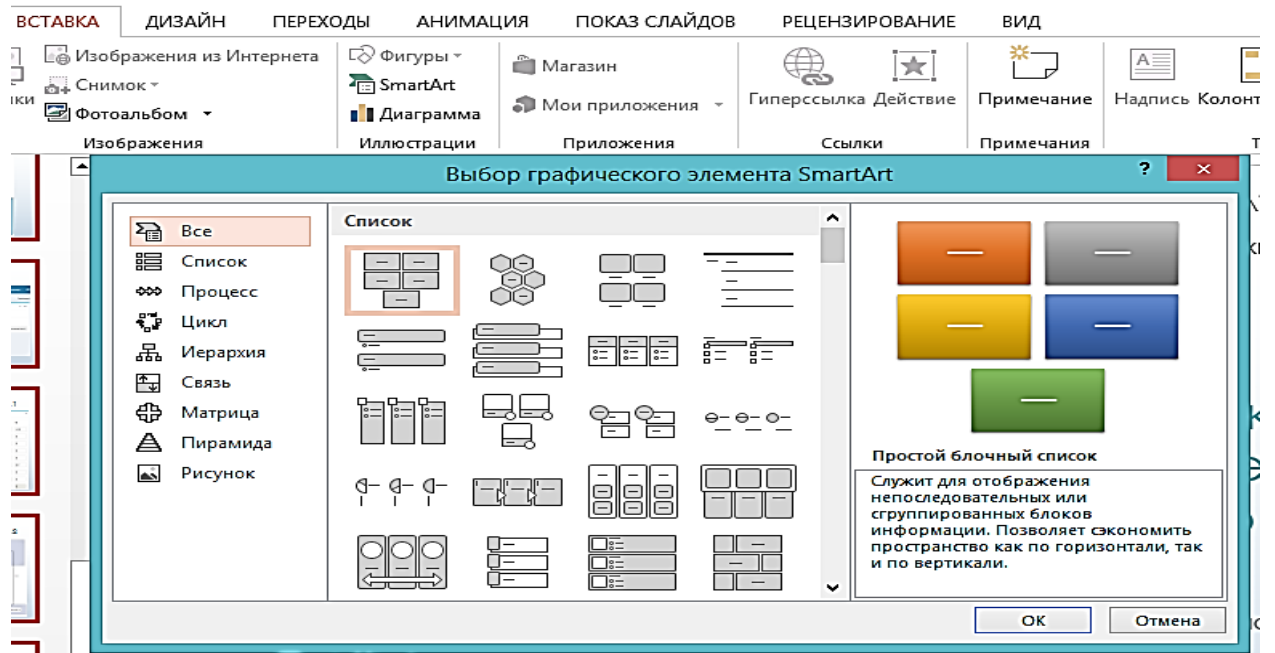 ВСТАВКА ДИЗАЙН ПЕРЕХОДЫ АНИМАЦИЯ ПОКАЗ СЛАЙДОВ РЕЦЕНЗИРОВАНИЕ ВИД
Изображения из Интернета
Снимок
Фотоальбом
Изображения
Фигуры
SmartArt
Диаграмма
Иллюстрации
Магазин
Мои приложения
Приложения
Гиперссылка Действие
Ссылки
Примечание
Примечания
Надпись
Выбор графического элемента SmartArt
?
Все
Список
Процесс
Цикл
Иерархия
Связь
Матрица
Пирамида
Рисунок
Список
Простой блочный список
Служит для отображения
непоследовательных или
сгруппированных блоков
информации. Позволяет сэкономить
пространство как по горизонтали, так
и по вертикали.
ОК Отмена